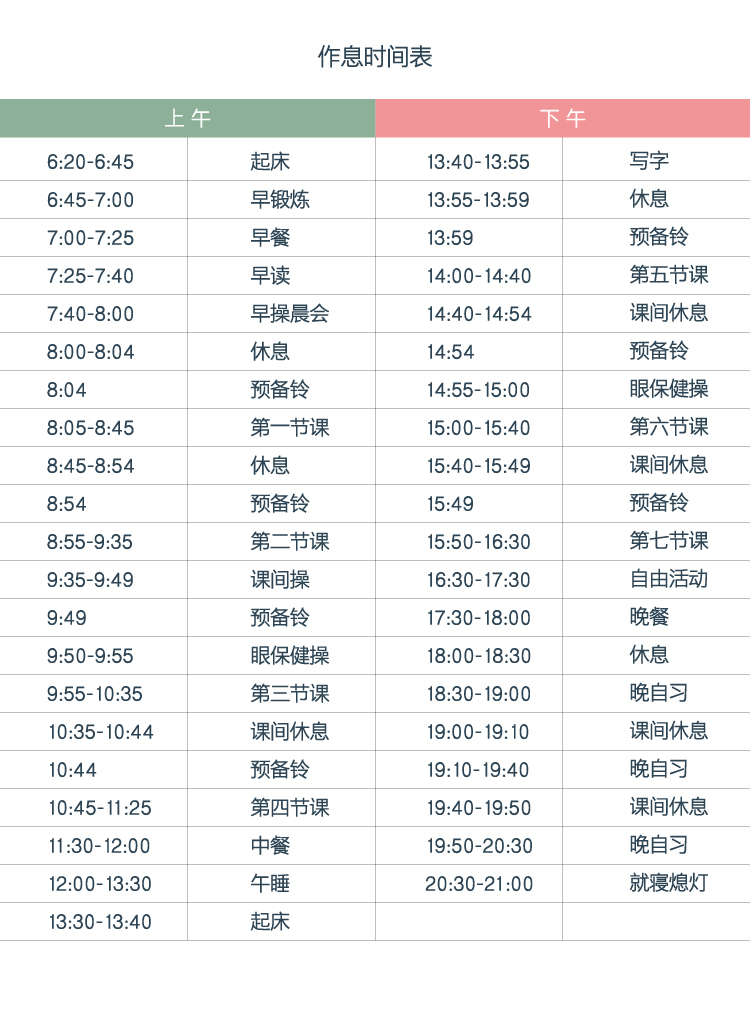 作息时间表
上午 下午
6:20-6:45 起床 13:40-13:55 写字
6:45-7:00 早锻炼 13:55-13:59 休息
7:00-7:25 早餐 13:59 预备铃
7:25-7:40 早读 14:00-14:40 第五节课
7:40-8:00 早操晨会 14:40-14:54 课间休息
8:00-8:04 休息 14:54 预备铃
8:04 预备铃 14:55-15:00 眼保健操
8:05-8:45 第一节课 15:00-15:40 第六节课
8:45-8:54 休息 15:40-15:49 课间休息
8:54 预备铃 15:49 预备铃
8:55-9:35 第二节课 15:50-16:30 第七节课
9:35-9:49 课间操 16:30-17:30 自由活动
9:49 预备铃 17:30-18:00 晚餐
9:50-9:55 眼保健操 18:00-18:30 休息
9:55-10:35 第三节课 18:30-19:00 晚自习
10:35-10:44 课间休息 19:00-19:10 课间休息
10:44 预备铃 19:10-19:40 晚自习
10:45-11:25 第四节课 19:40-19:50 课间休息
11:30-12:00 中餐 19:50-20:30 晚自习
12:00-13:30 午睡 20:30-21:00 就寝熄灯
13:30-13:40 起床